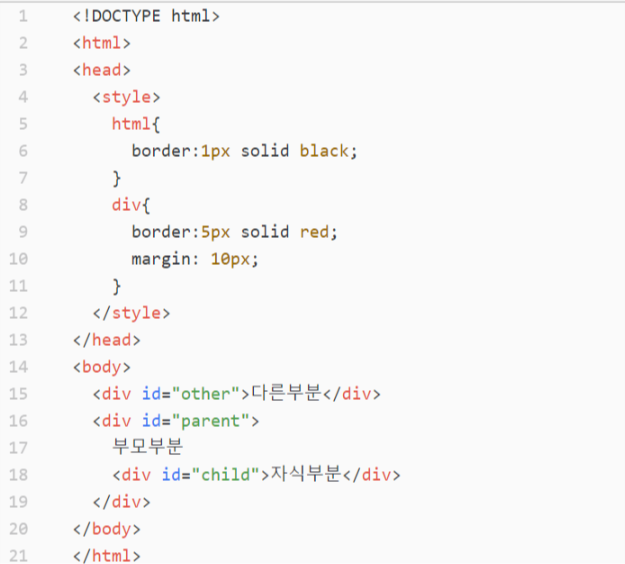 1 <!DOCTYPE html>
2 <html>
3 <head>
4 <style>
5 html{
6 border:1px solid black;
7 }
8 div{
9 border:5px solid red;
10 margin: 10px;
11 }
12 </style>
13 </head>
14 <body>
15 <div id="other">다른부분</div>
16 <div id="parent">
17 부모부분
18 <div id="child">자식부분</div>
19 </div>
20 </body>
21 </html>